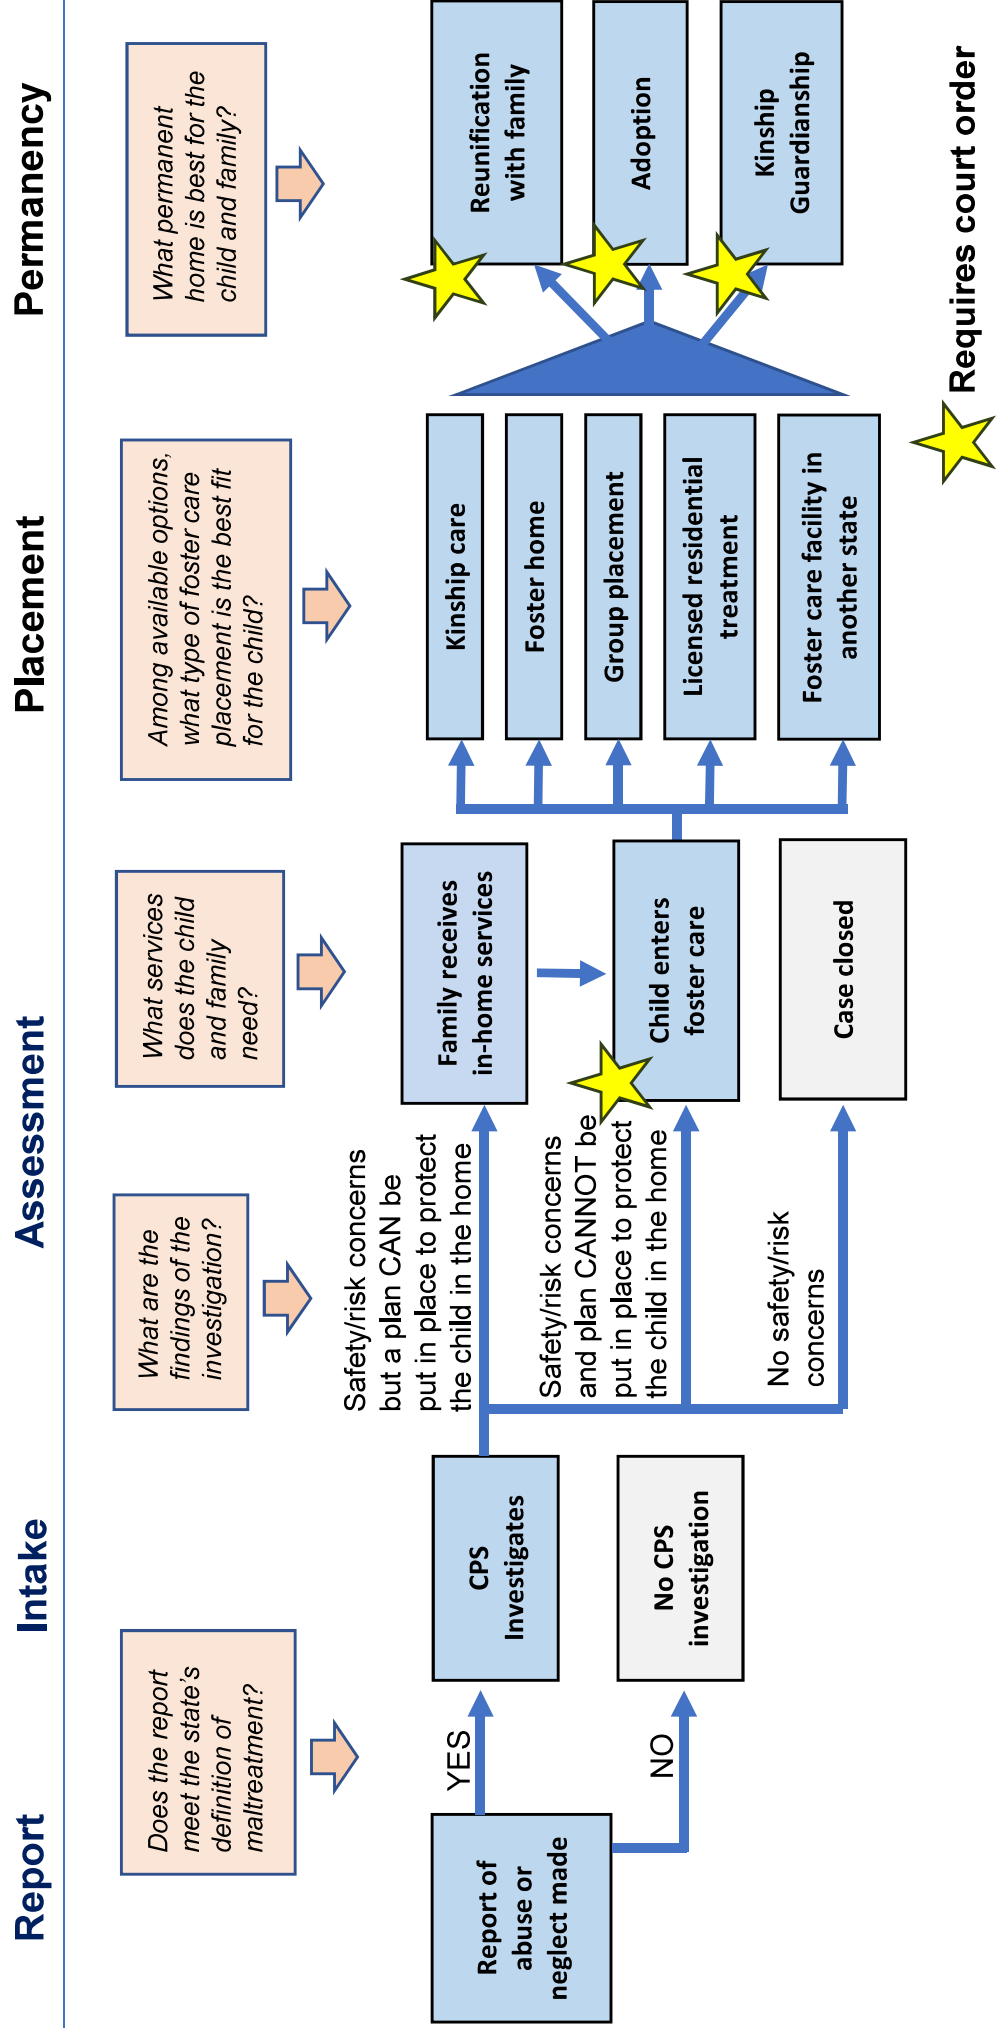 Report
Intake
Assessment
Placement
Permanency
Does the report
meet the state's
definition of
maltreatment?
What are the
findings of the
investigation?
What services
does the child
and family
need?
Among available options,
what type of foster care
placement is the best fit
for the child?
What permanent
home is best for the
child and family?
Report of
abuse or
neglect made
YES
NO
CPS
Investigates
No CPS
investigation
Safety/risk concerns
but a plan CAN be
put in place to protect
the child in the home
Safety/risk concerns
and plan CANNOT be
put in place to protect
the child in the home
No safety/risk
concerns
Family receives
in-home services
Child enters
foster care
Case closed
Kinship care
Foster home
Group placement
Licensed residential
treatment
Foster care facility in
another state
Reunification
with family
Adoption
Kinship
Guardianship
Requires court order